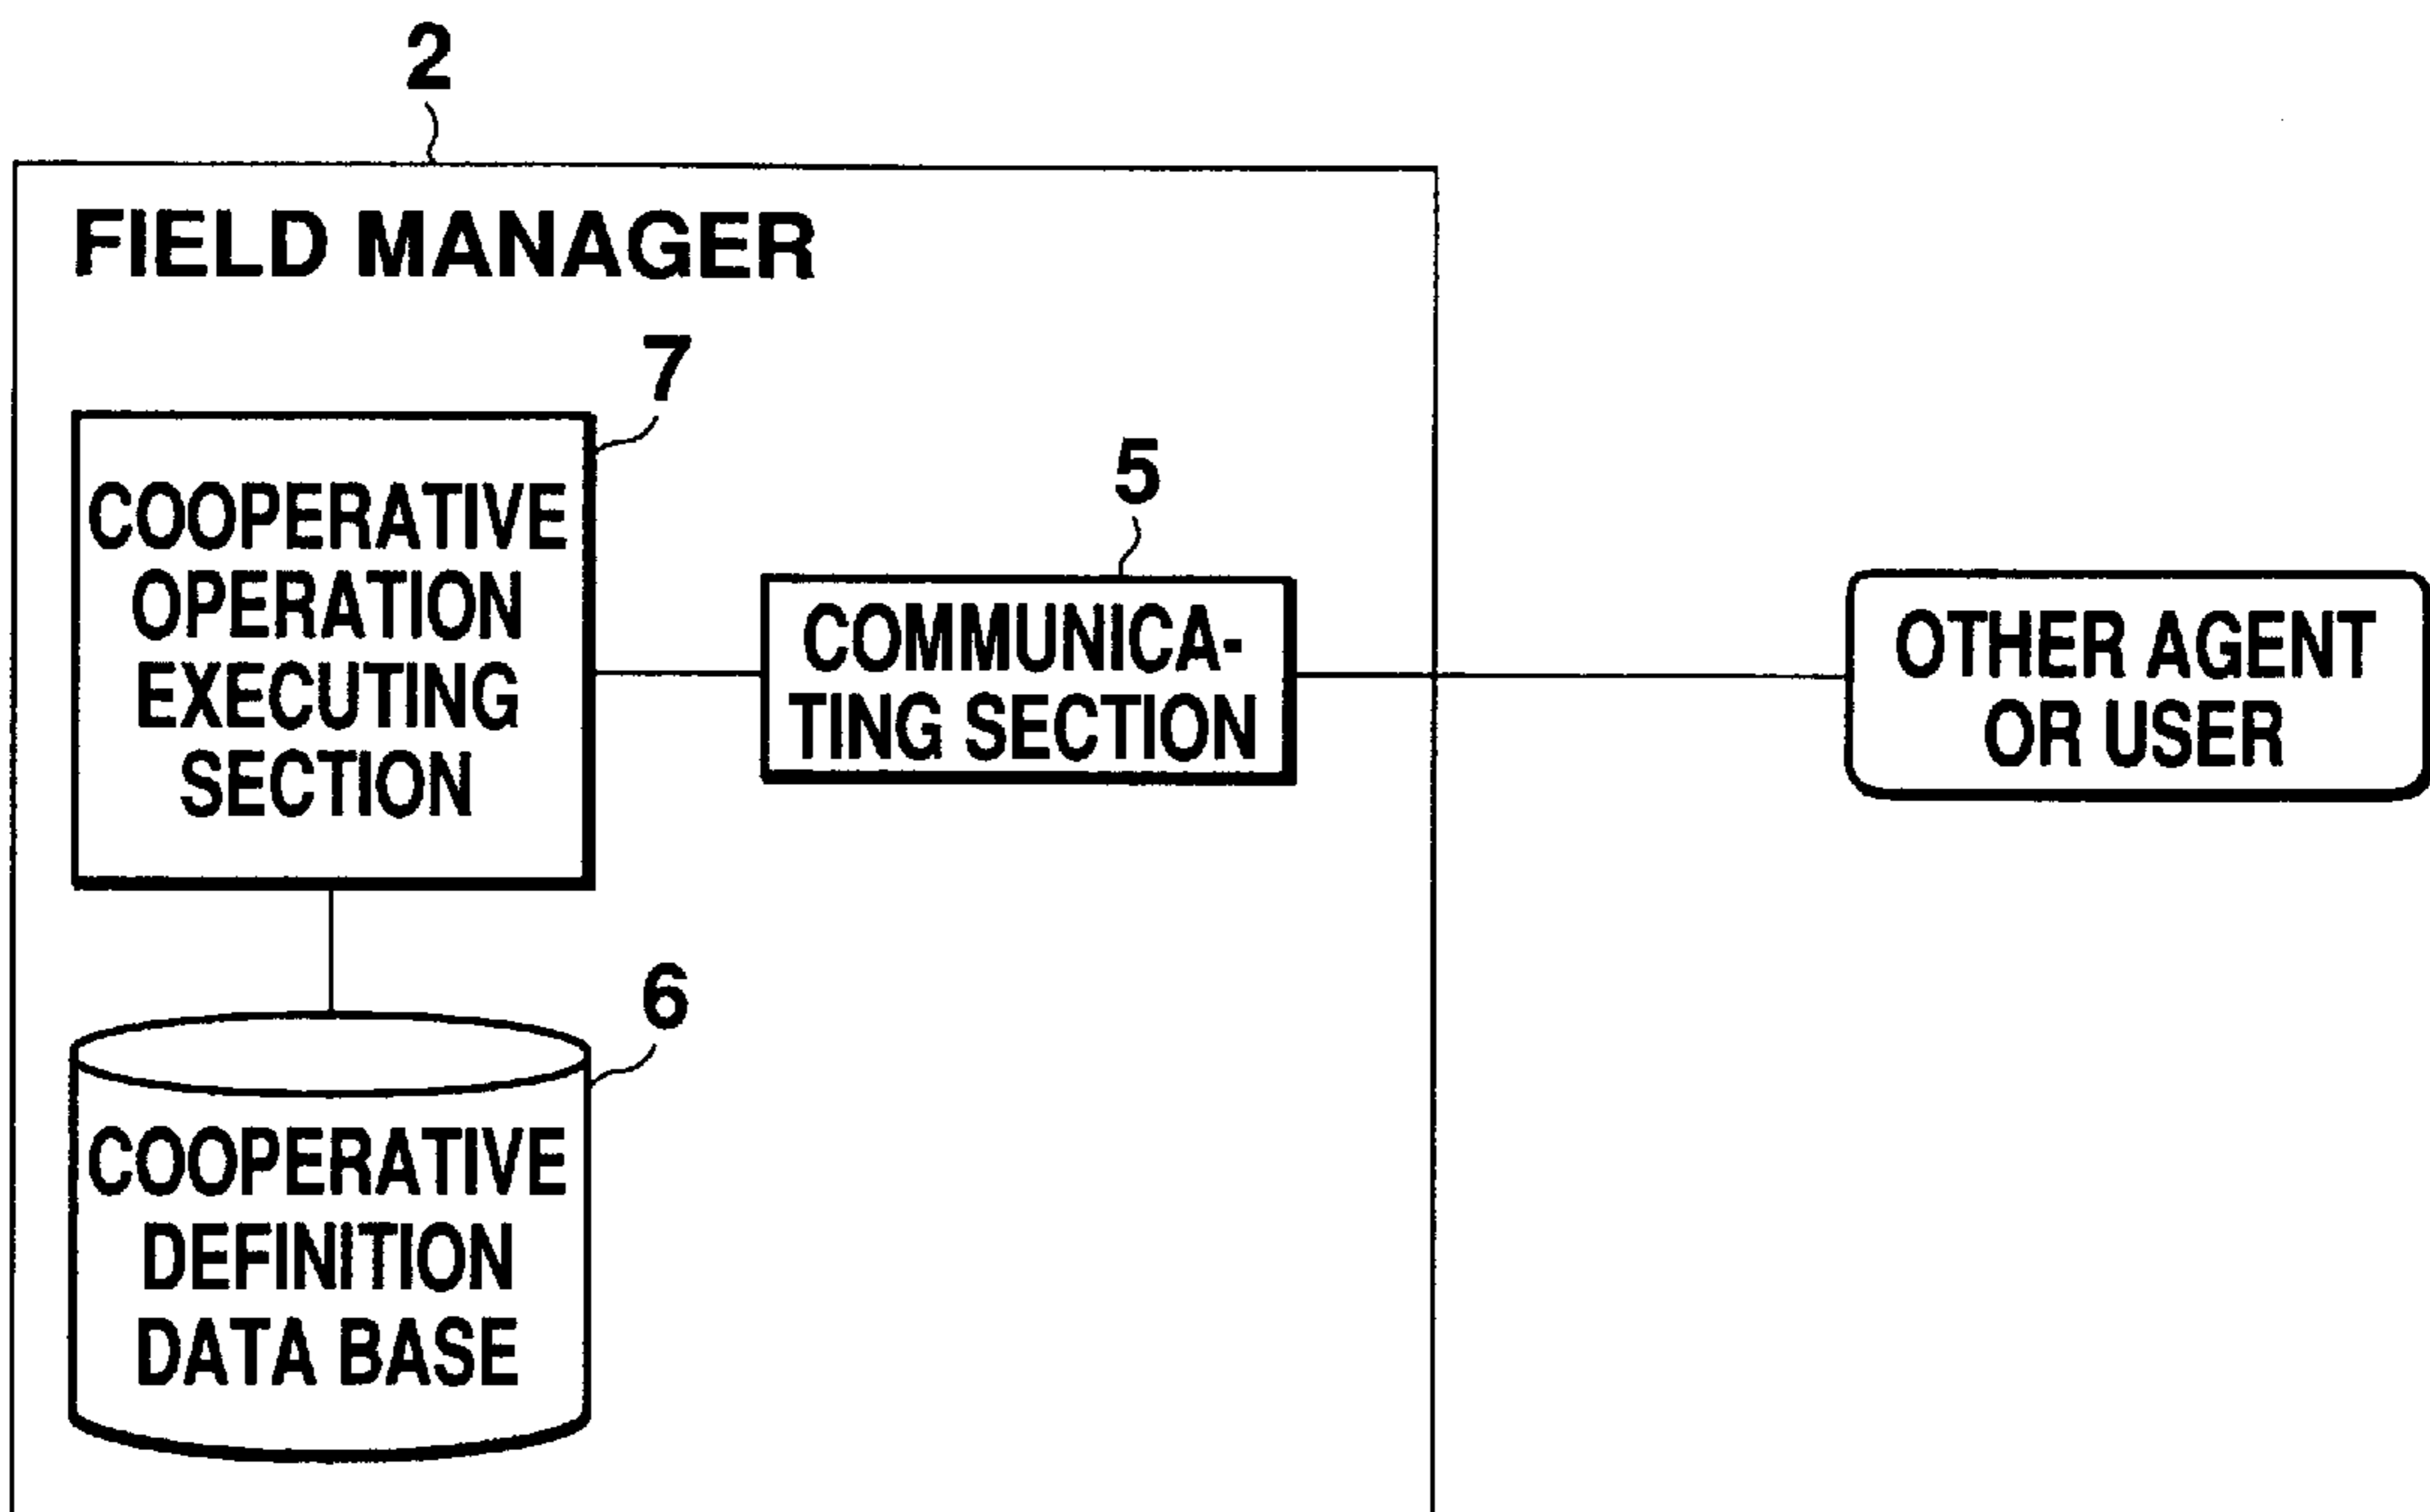 2
FIELD MANAGER
7
COOPERATIVE
OPERATION
EXECUTING
SECTION
5
COMMUNICA-
TING SECTION
OTHER AGENT
OR USER
6
COOPERATIVE
DEFINITION
DATA BASE